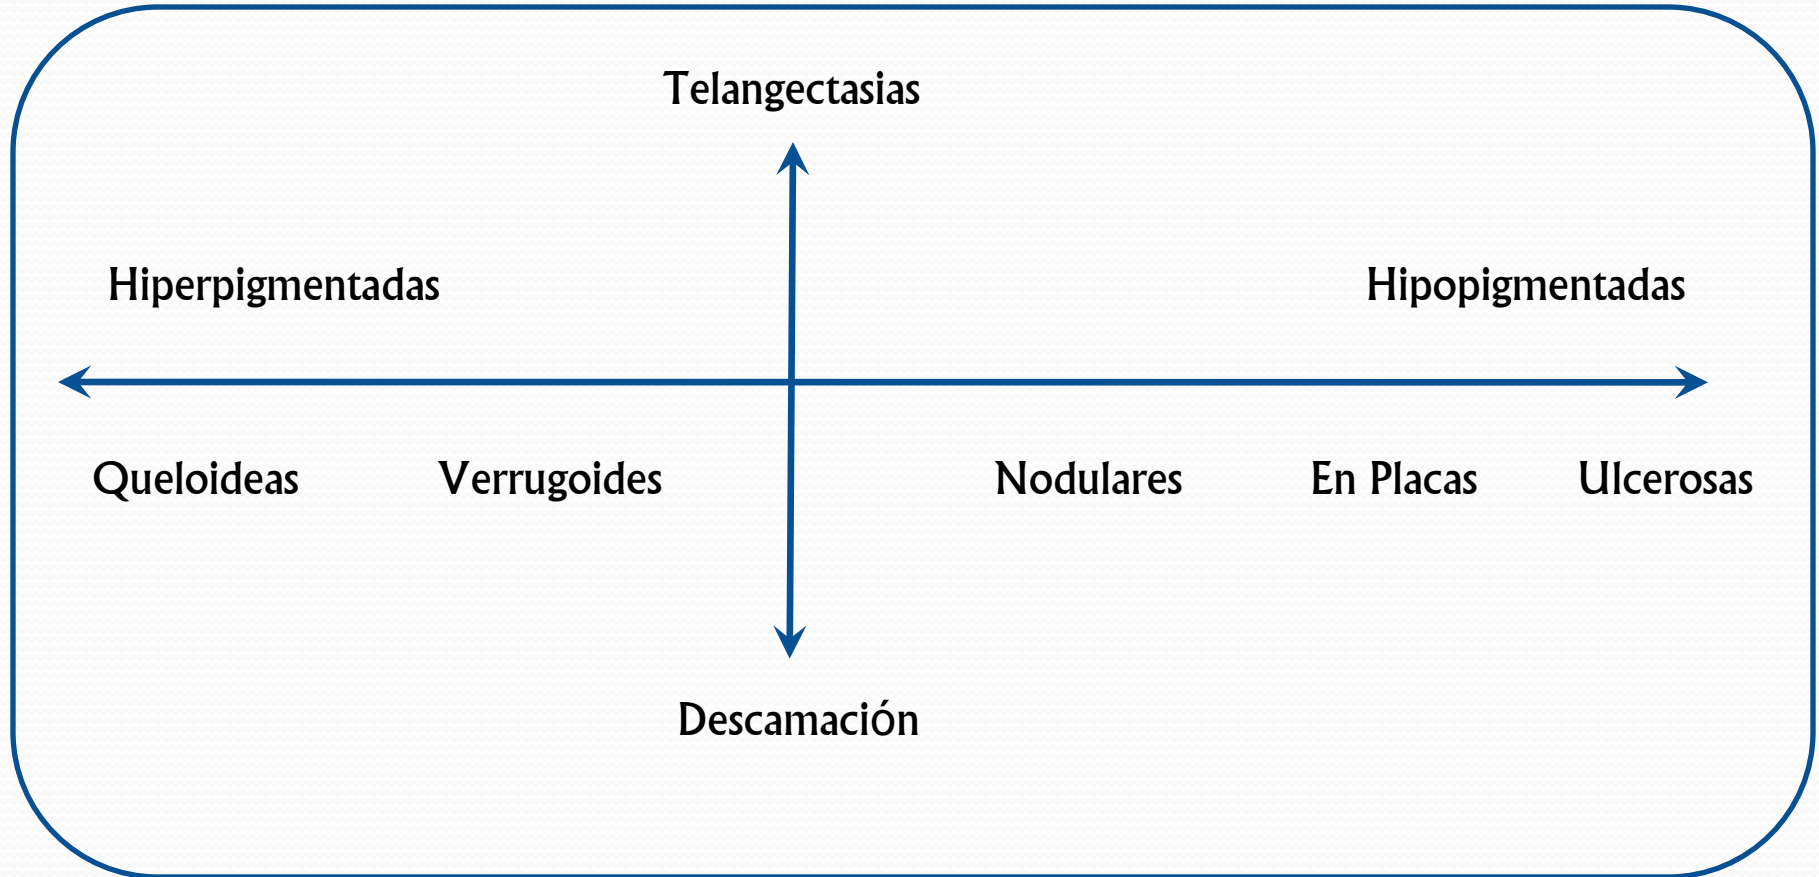 Telangectasias
Hiperpigmentadas Hipopigmentadas
Queloideas Verrugoides Nodulares En Placas Ulcerosas
Descamación